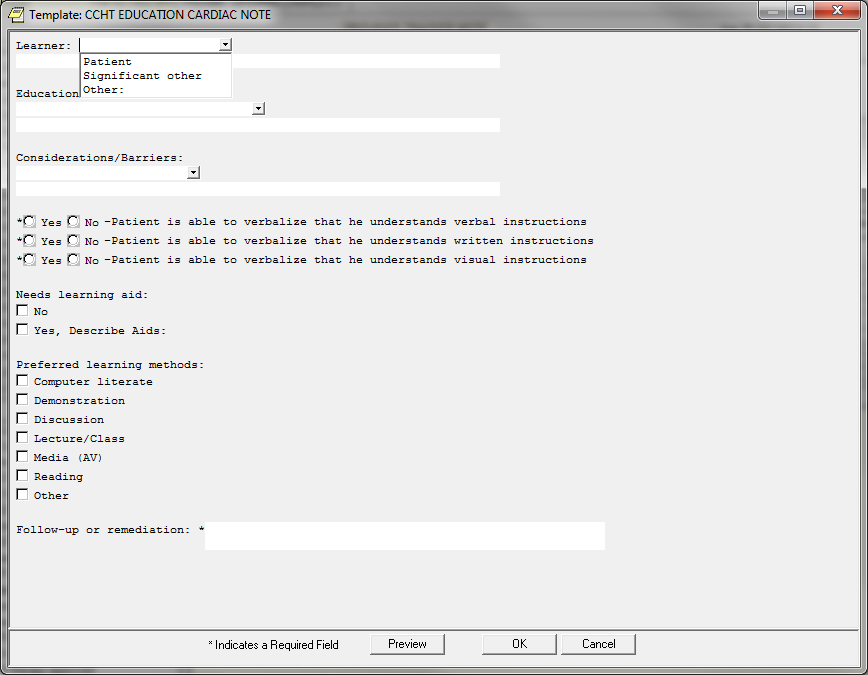 Template: CCHT EDUCATION CARDIAC NOTE
Learner:
Patient
Significant other
Other:
Education
Considerations/Barriers:
*Yes No -Patient is able to verbalize that he understands verbal instructions
*Yes No -Patient is able to verbalize that he understands written instructions
*Yes No -Patient is able to verbalize that he understands visual instructions
Needs learning aid:
No
Yes, Describe Aids:
Preferred learning methods:
Computer literate
Demonstration
Discussion
Lecture/Class
Media (AV)
Reading
Other
Follow-up or remediation: *
* Indicates a Required Field Preview OK Cancel